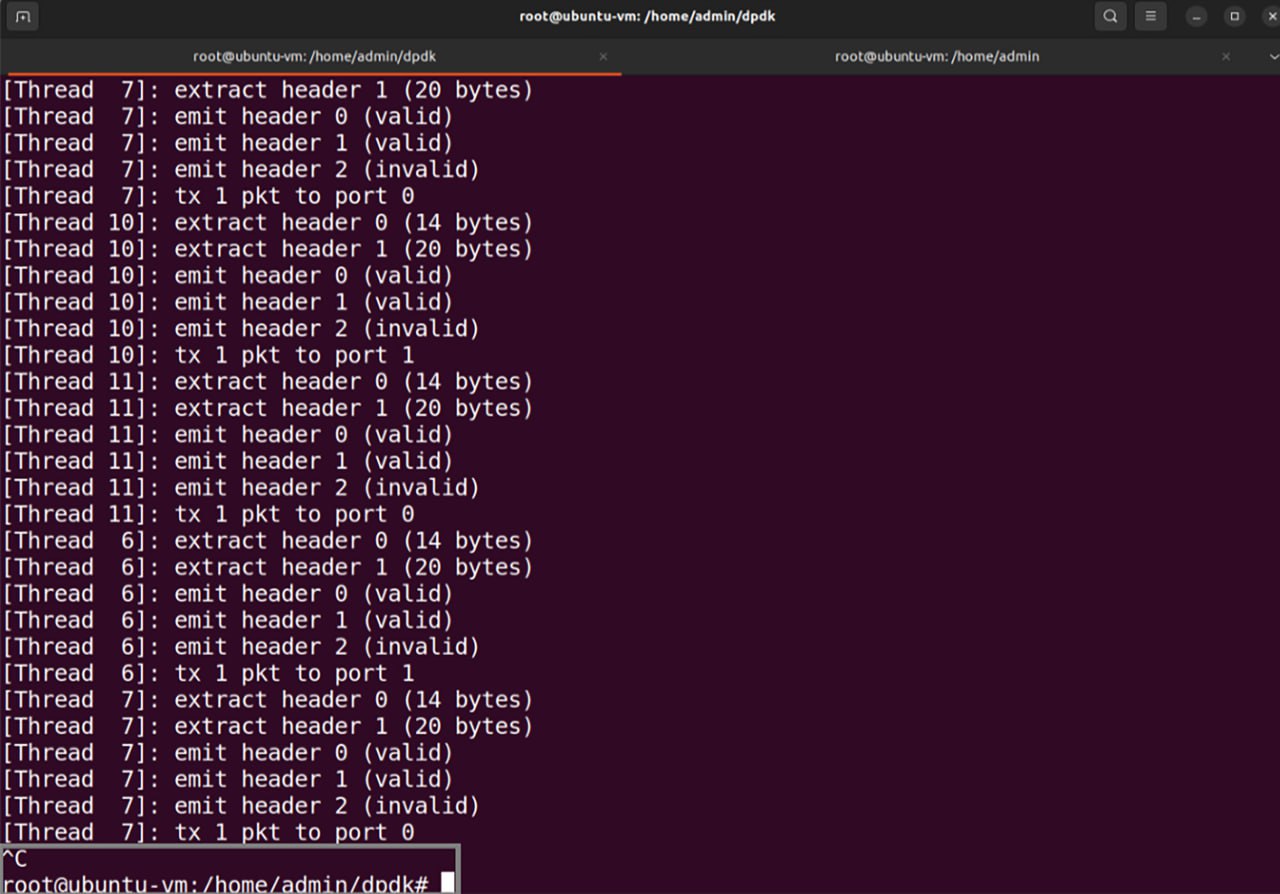 root@ubuntu-vm: /home/admin/dpdk
root@ubuntu-vm: /home/admin/dpdk
root@ubuntu-vm: /home/admin
[Thread  7]: extract header 1 (20 bytes)
[Thread  7]: emit header 0 (valid)
[Thread  7]: emit header 1 (valid)
[Thread  7]: emit header 2 (invalid)
[Thread  7]: tx 1 pkt to port 0
[Thread 10]: extract header 0 (14 bytes)
[Thread 10]: extract header 1 (20 bytes)
[Thread 10]: emit header 0 (valid)
[Thread 10]: emit header 1 (valid)
[Thread 10]: emit header 2 (invalid)
[Thread 10]: tx 1 pkt to port 1
[Thread 11]: extract header 0 (14 bytes)
[Thread 11]: extract header 1 (20 bytes)
[Thread 11]: emit header 0 (valid)
[Thread 11]: emit header 1 (valid)
[Thread 11]: emit header 2 (invalid)
[Thread 11]: tx 1 pkt to port 0
[Thread  6]: extract header 0 (14 bytes)
[Thread  6]: extract header 1 (20 bytes)
[Thread  6]: emit header 0 (valid)
[Thread  6]: emit header 1 (valid)
[Thread  6]: emit header 2 (invalid)
[Thread  6]: tx 1 pkt to port 1
[Thread  7]: extract header 0 (14 bytes)
[Thread  7]: extract header 1 (20 bytes)
[Thread  7]: emit header 0 (valid)
[Thread  7]: emit header 1 (valid)
[Thread  7]: emit header 2 (invalid)
[Thread  7]: tx 1 pkt to port 0
^C
root@ubuntu-vm:/home/admin/dpdk#